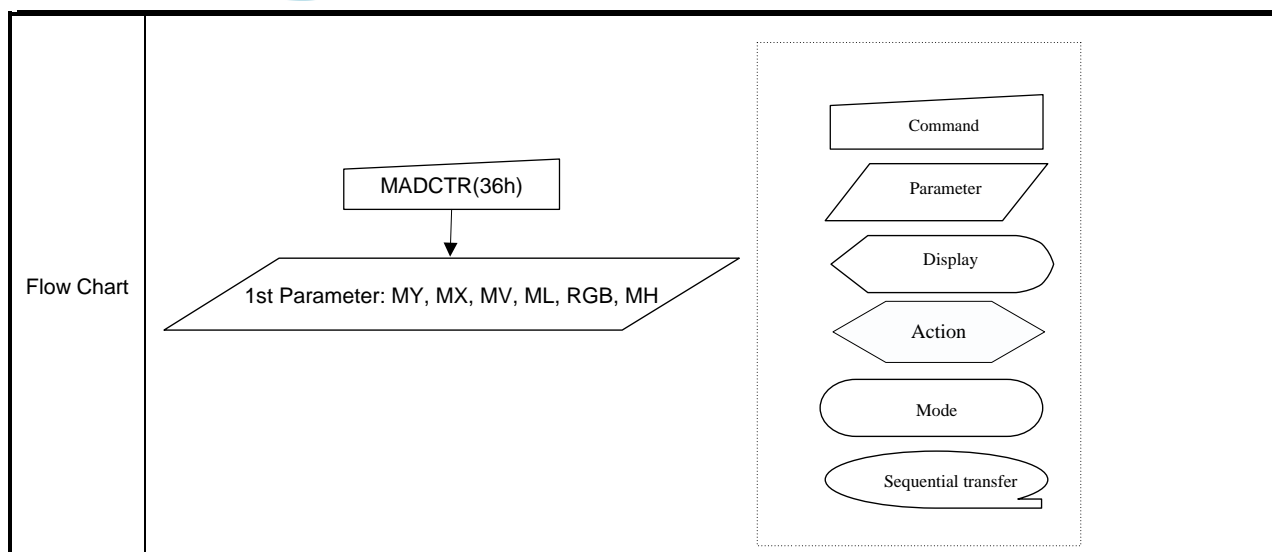 Flow Chart
MADCTR(36h)
1st Parameter: MY, MX, MV, ML, RGB, MH
Command
Parameter
Display
Action
Mode
Sequential transfer